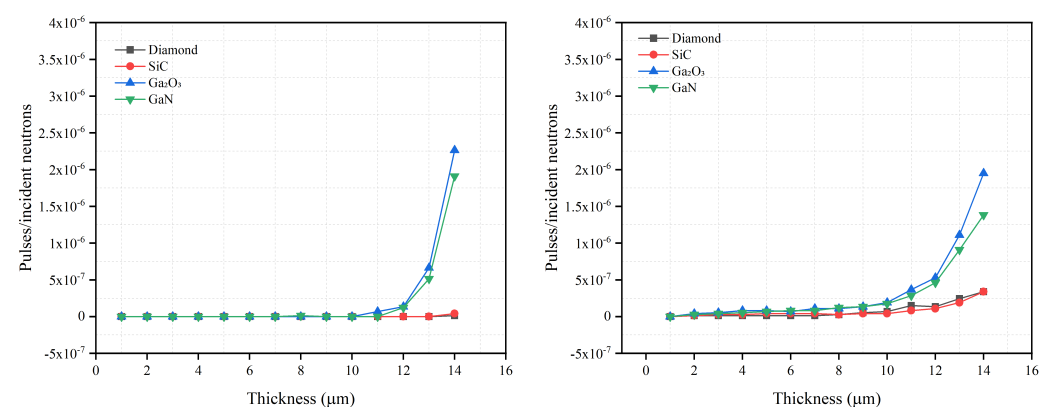 Pulses/incident neutrons
4x10⁻⁶
3.5x10⁻⁶
3x10⁻⁶
2.5x10⁻⁶
2x10⁻⁶
1.5x10⁻⁶
1x10⁻⁶
5x10⁻⁷
0
-5x10⁻⁷
Diamond
SiC
Ga₂O₃
GaN
0 2 4 6 8 10 12 14 16
Thickness (μm)
Pulses/incident neutrons
4x10⁻⁶
3.5x10⁻⁶
3x10⁻⁶
2.5x10⁻⁶
2x10⁻⁶
1.5x10⁻⁶
1x10⁻⁶
5x10⁻⁷
0
-5x10⁻⁷
Diamond
SiC
Ga₂O₃
GaN
0 2 4 6 8 10 12 14 16
Thickness (μm)